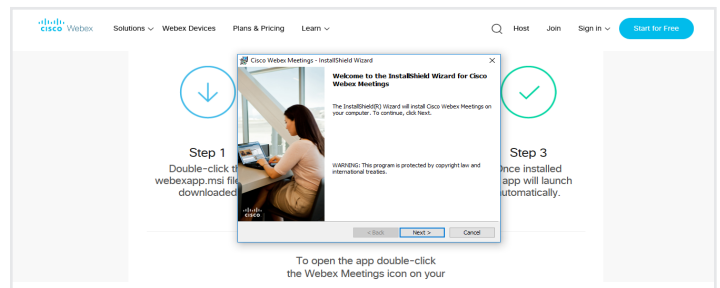 CISCO Webex Solutions Webex Devices Plans & Pricing Learn Host Join Sign in Start for Free
Cisco Webex Meetings - InstallShield Wizard
Welcome to the InstallShield Wizard for Cisco
Webex Meetings
The InstallShield(R) Wizard will install Cisco Webex Meetings on
your computer. To continue, click Next.
WARNING: This program is protected by copyright law and
international treaties.
CISCO
< Back Next > Cancel
Step 1
Double-click th
webexapp.msi file
downloaded
Step 3
Once installed
app will launch
automatically.
To open the app double-click
the Webex Meetings icon on your